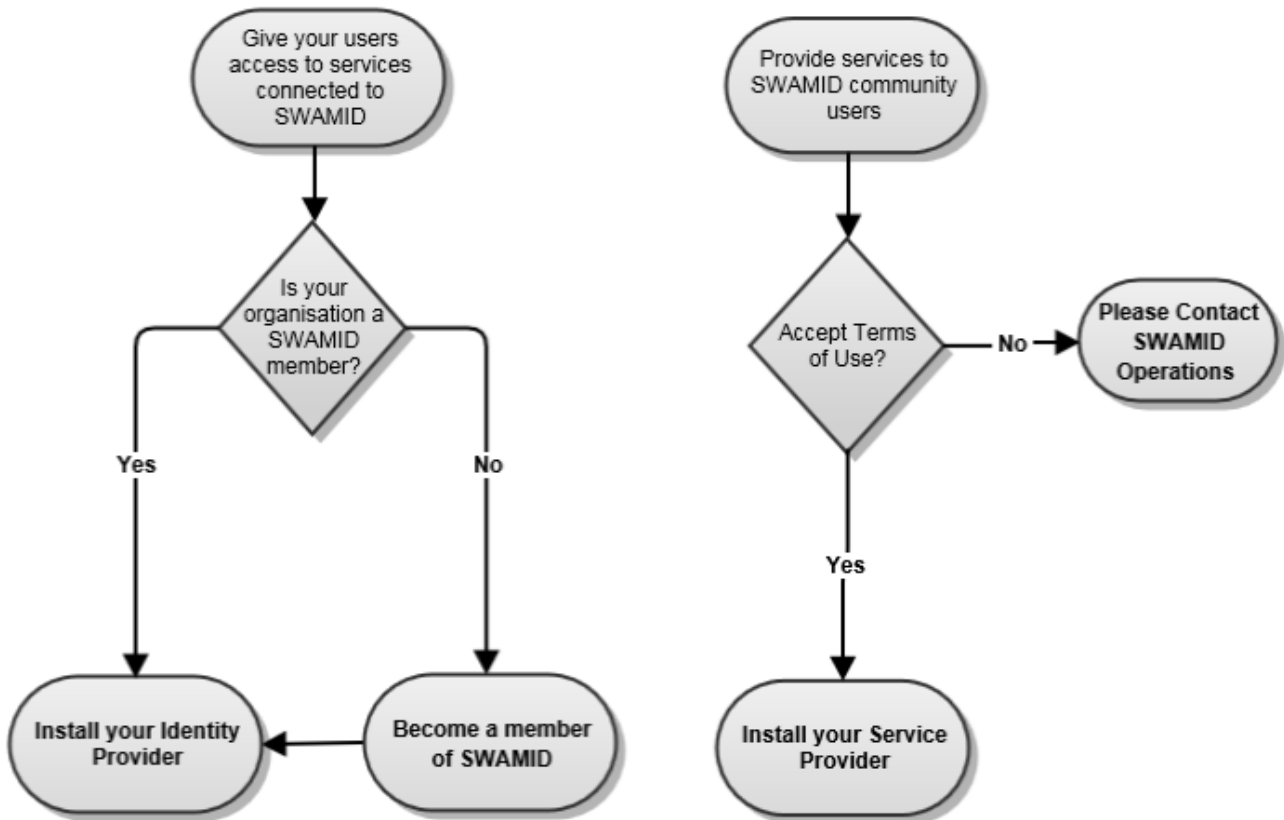 Give your users
access to services
connected to
SWAMID
Is your
organisation a
SWAMID
member?
Yes
No
Install your Identity
Provider
Become a member
of SWAMID
Provide services to
SWAMID community
users
Accept Terms
of Use?
No
Please Contact
SWAMID
Operations
Yes
Install your Service
Provider